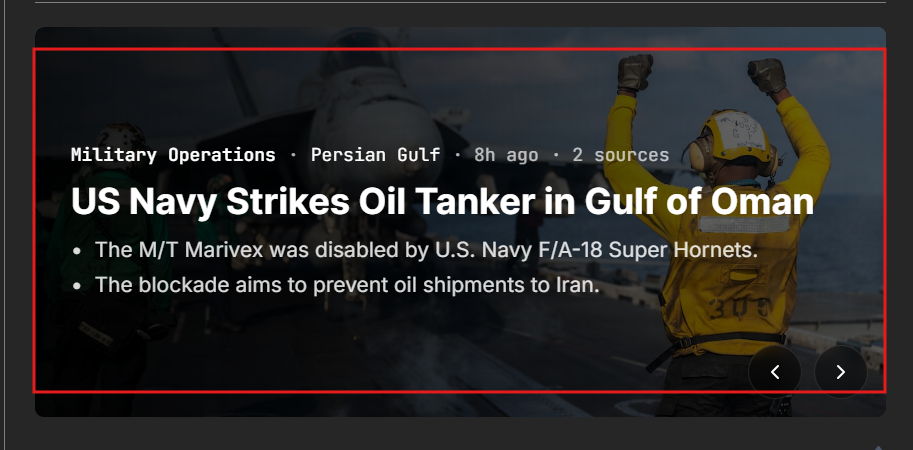 Military Operations · Persian Gulf · 8h ago · 2 sources
US Navy Strikes Oil Tanker in Gulf of Oman
• The M/T Marivex was disabled by U.S. Navy F/A-18 Super Hornets.
• The blockade aims to prevent oil shipments to Iran.
309